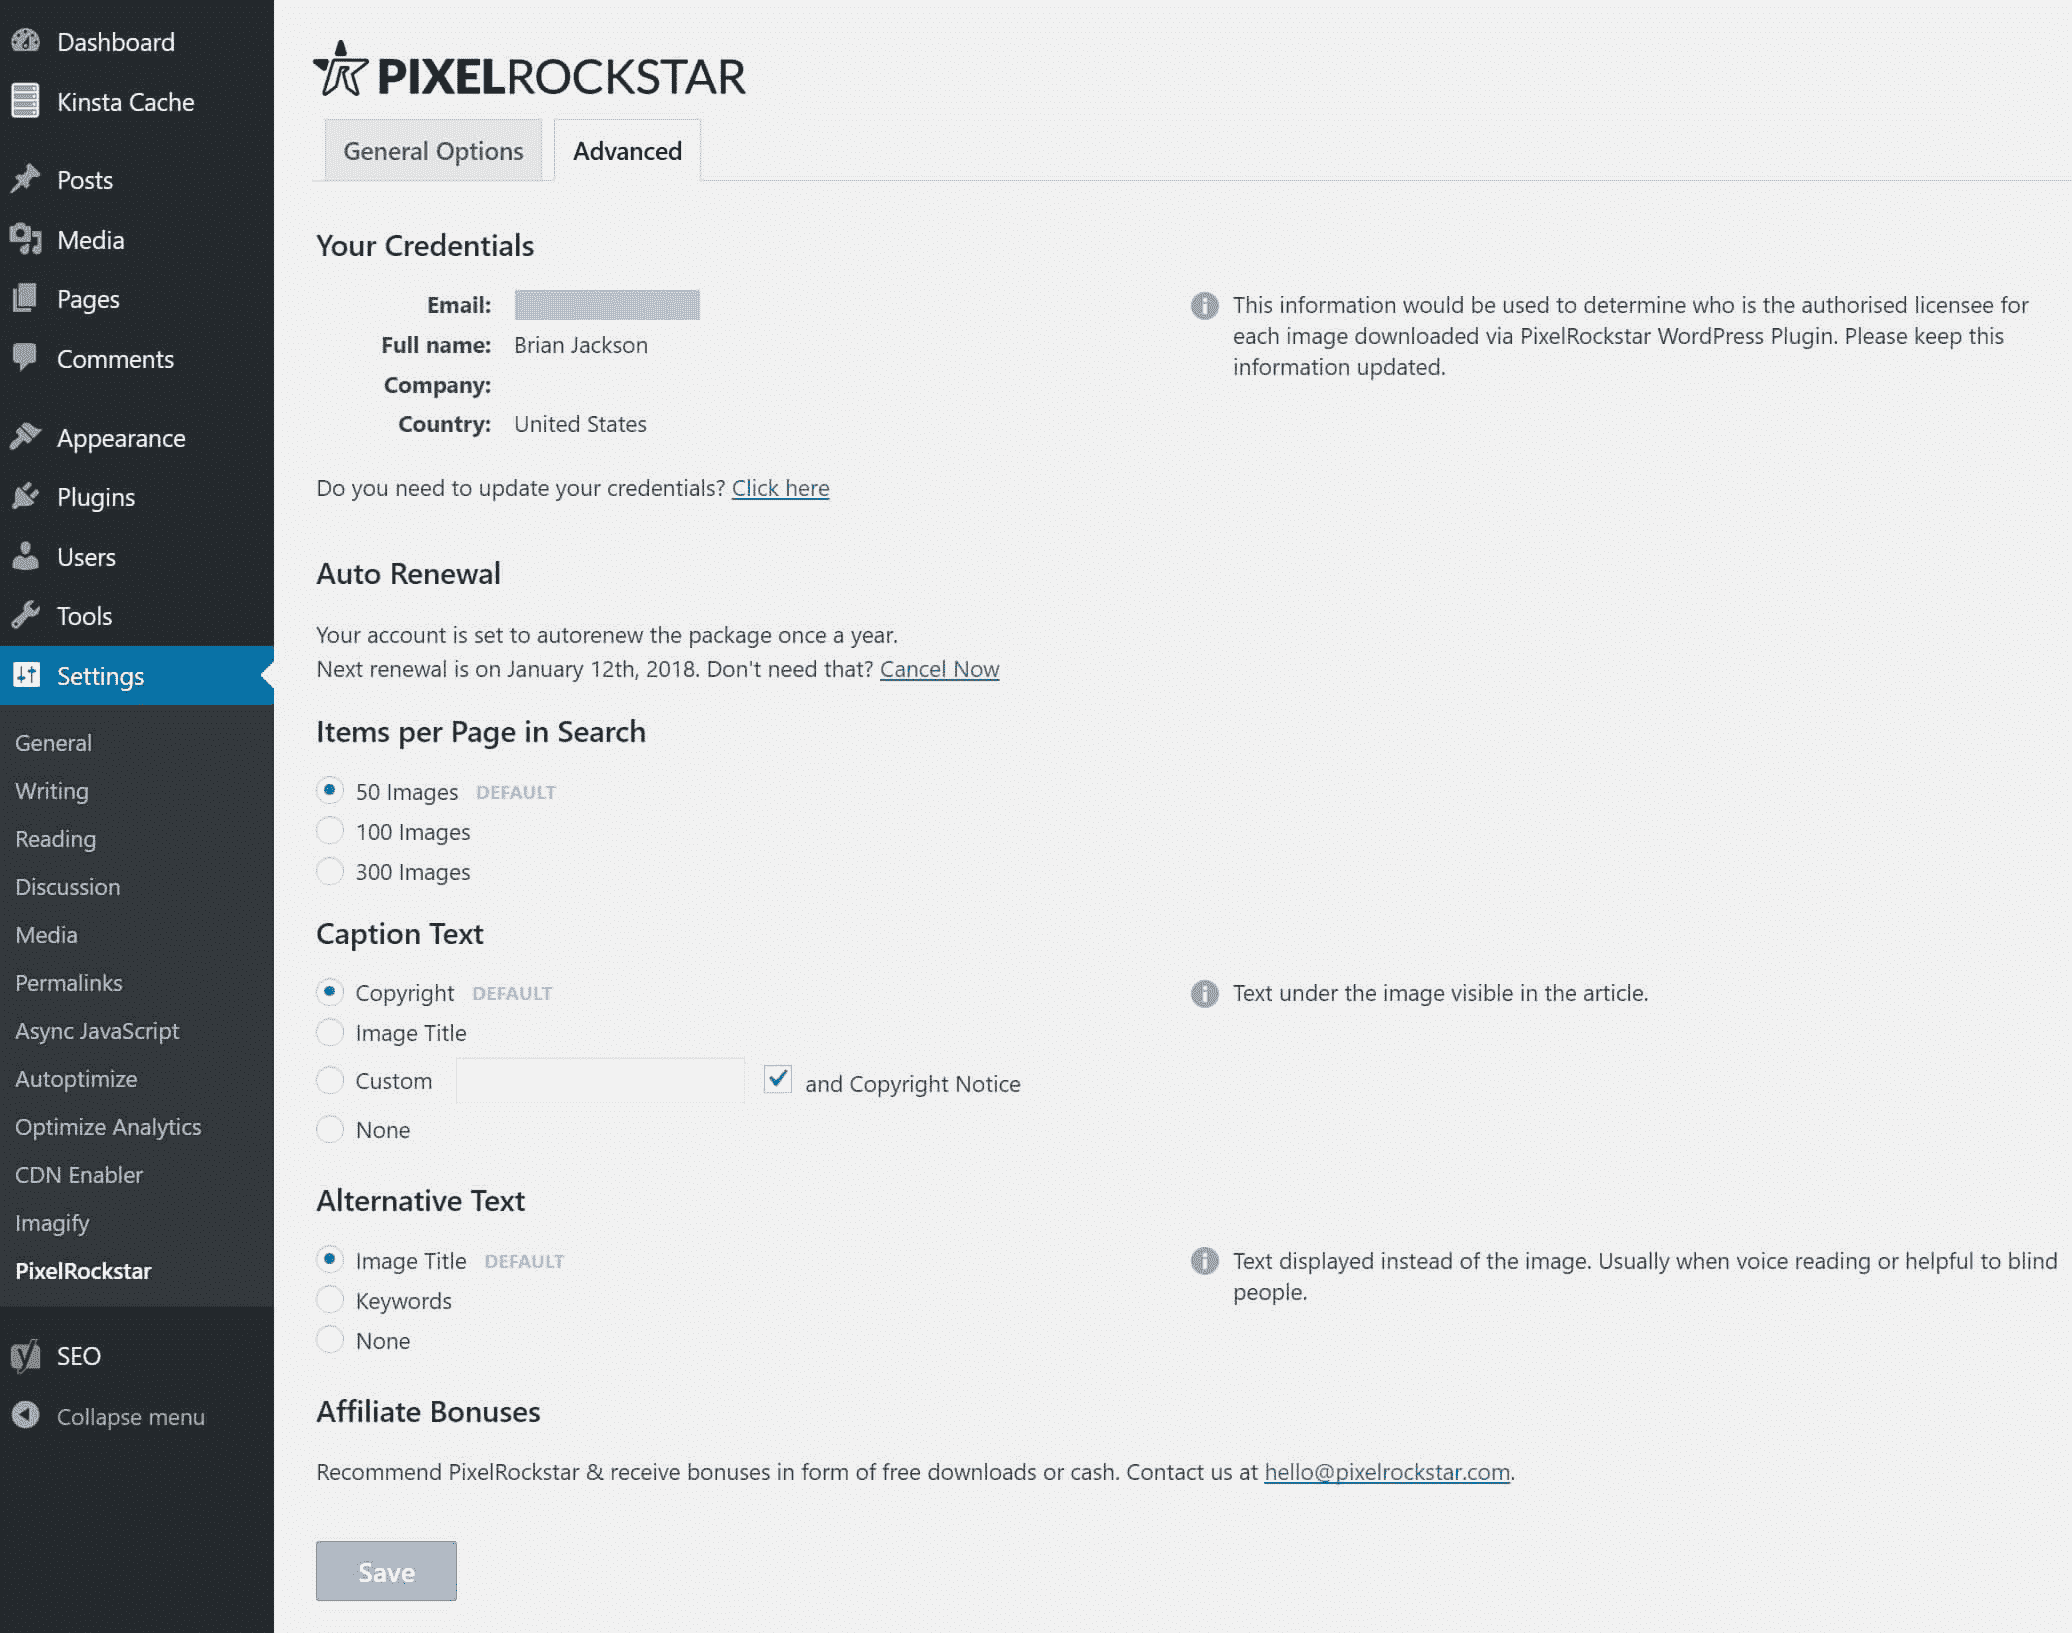 Dashboard
Kinsta Cache
Posts
Media
Pages
Comments
Appearance
Plugins
Users
Tools
Settings
General
Writing
Reading
Discussion
Media
Permalinks
Async JavaScript
Autoptimize
Optimize Analytics
CDN Enabler
Imagify
PixelRockstar
SEO
Collapse menu
PIXELROCKSTAR
General Options
Advanced
Your Credentials
Email:
Full name: Brian Jackson
Company:
Country: United States
This information would be used to determine who is the authorised licensee for
each image downloaded via PixelRockstar WordPress Plugin. Please keep this
information updated.
Do you need to update your credentials? Click here
Auto Renewal
Your account is set to autorenew the package once a year.
Next renewal is on January 12th, 2018. Don't need that? Cancel Now
Items per Page in Search
50 Images DEFAULT
100 Images
300 Images
Caption Text
Copyright DEFAULT
Text under the image visible in the article.
Image Title
Custom and Copyright Notice
None
Alternative Text
Image Title DEFAULT
Text displayed instead of the image. Usually when voice reading or helpful to blind
people.
Keywords
None
Affiliate Bonuses
Recommend PixelRockstar & receive bonuses in form of free downloads or cash. Contact us at hello@pixelrockstar.com.
Save